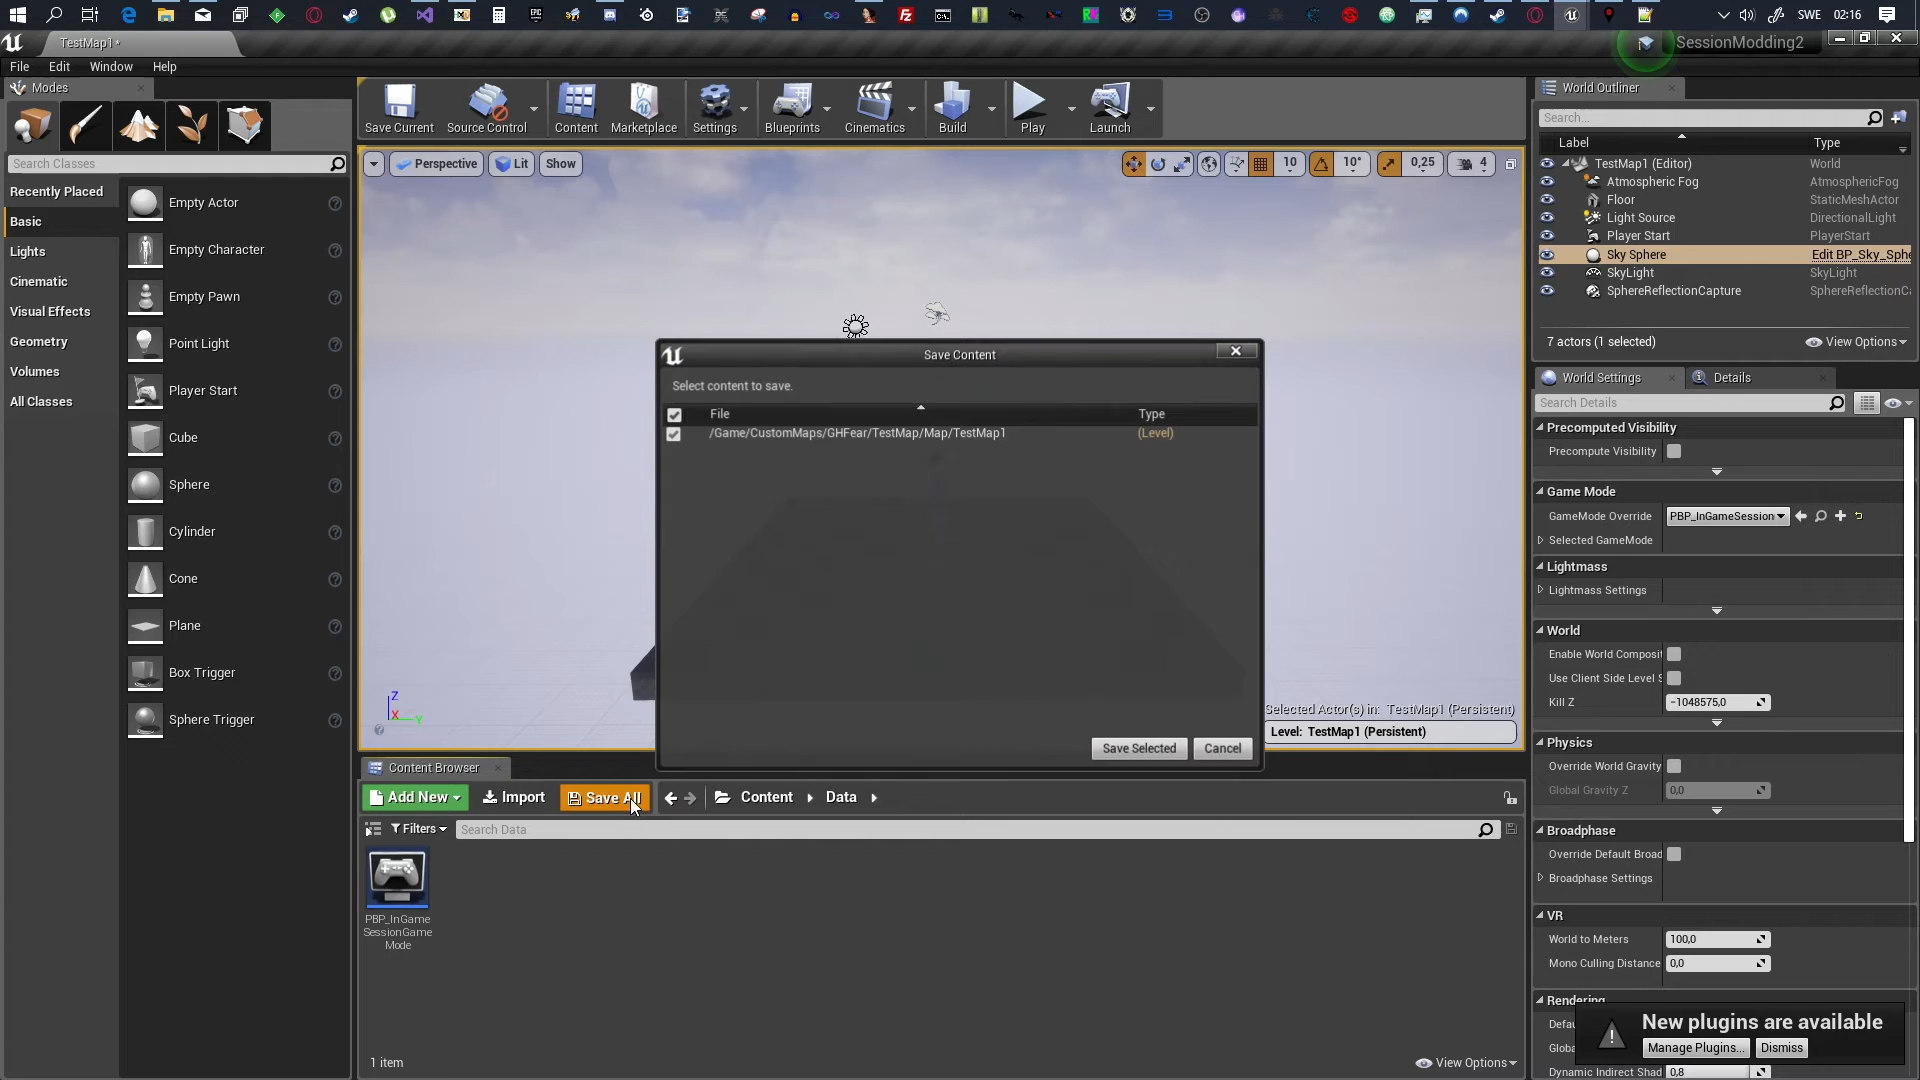 SWE 02:16
TestMap1*
SessionModding2
File Edit Window Help
Modes
Search Classes
Recently Placed
Basic
Lights
Cinematic
Visual Effects
Geometry
Volumes
All Classes
Empty Actor
Empty Character
Empty Pawn
Point Light
Player Start
Cube
Sphere
Cylinder
Cone
Plane
Box Trigger
Sphere Trigger
Save Current Source Control Content Marketplace Settings Blueprints Cinematics Build Play Launch
Perspective Lit Show
10 10° 0,25 4
Z
X Y
Save Content
Select content to save.
File Type
/Game/CustomMaps/GHFear/TestMap/Map/TestMap1 (Level)
Save Selected Cancel
Selected Actor(s) in: TestMap1 (Persistent)
Level: TestMap1 (Persistent)
Content Browser
Add New Import Save All Content Data
Filters Search Data
PBP_InGame
SessionGame
Mode
1 item View Options
World Outliner
Search...
Label Type
TestMap1 (Editor) World
Atmospheric Fog AtmosphericFog
Floor StaticMeshActor
Light Source DirectionalLight
Player Start PlayerStart
Sky Sphere Edit BP_Sky_Sphe
SkyLight SkyLight
SphereReflectionCapture SphereReflectionCa
7 actors (1 selected) View Options
World Settings Details
Search Details
Precomputed Visibility
Precompute Visibility
Game Mode
GameMode Override PBP_InGameSession
Selected GameMode
Lightmass
Lightmass Settings
World
Enable World Composit
Use Client Side Level S
Kill Z -1048575,0
Physics
Override World Gravity
Global Gravity Z 0,0
Broadphase
Override Default Broad
Broadphase Settings
VR
World to Meters 100,0
Mono Culling Distance 0,0
Rendering
Defau
Globa
Dynamic Indirect Shad 0,8
New plugins are available
Manage Plugins... Dismiss